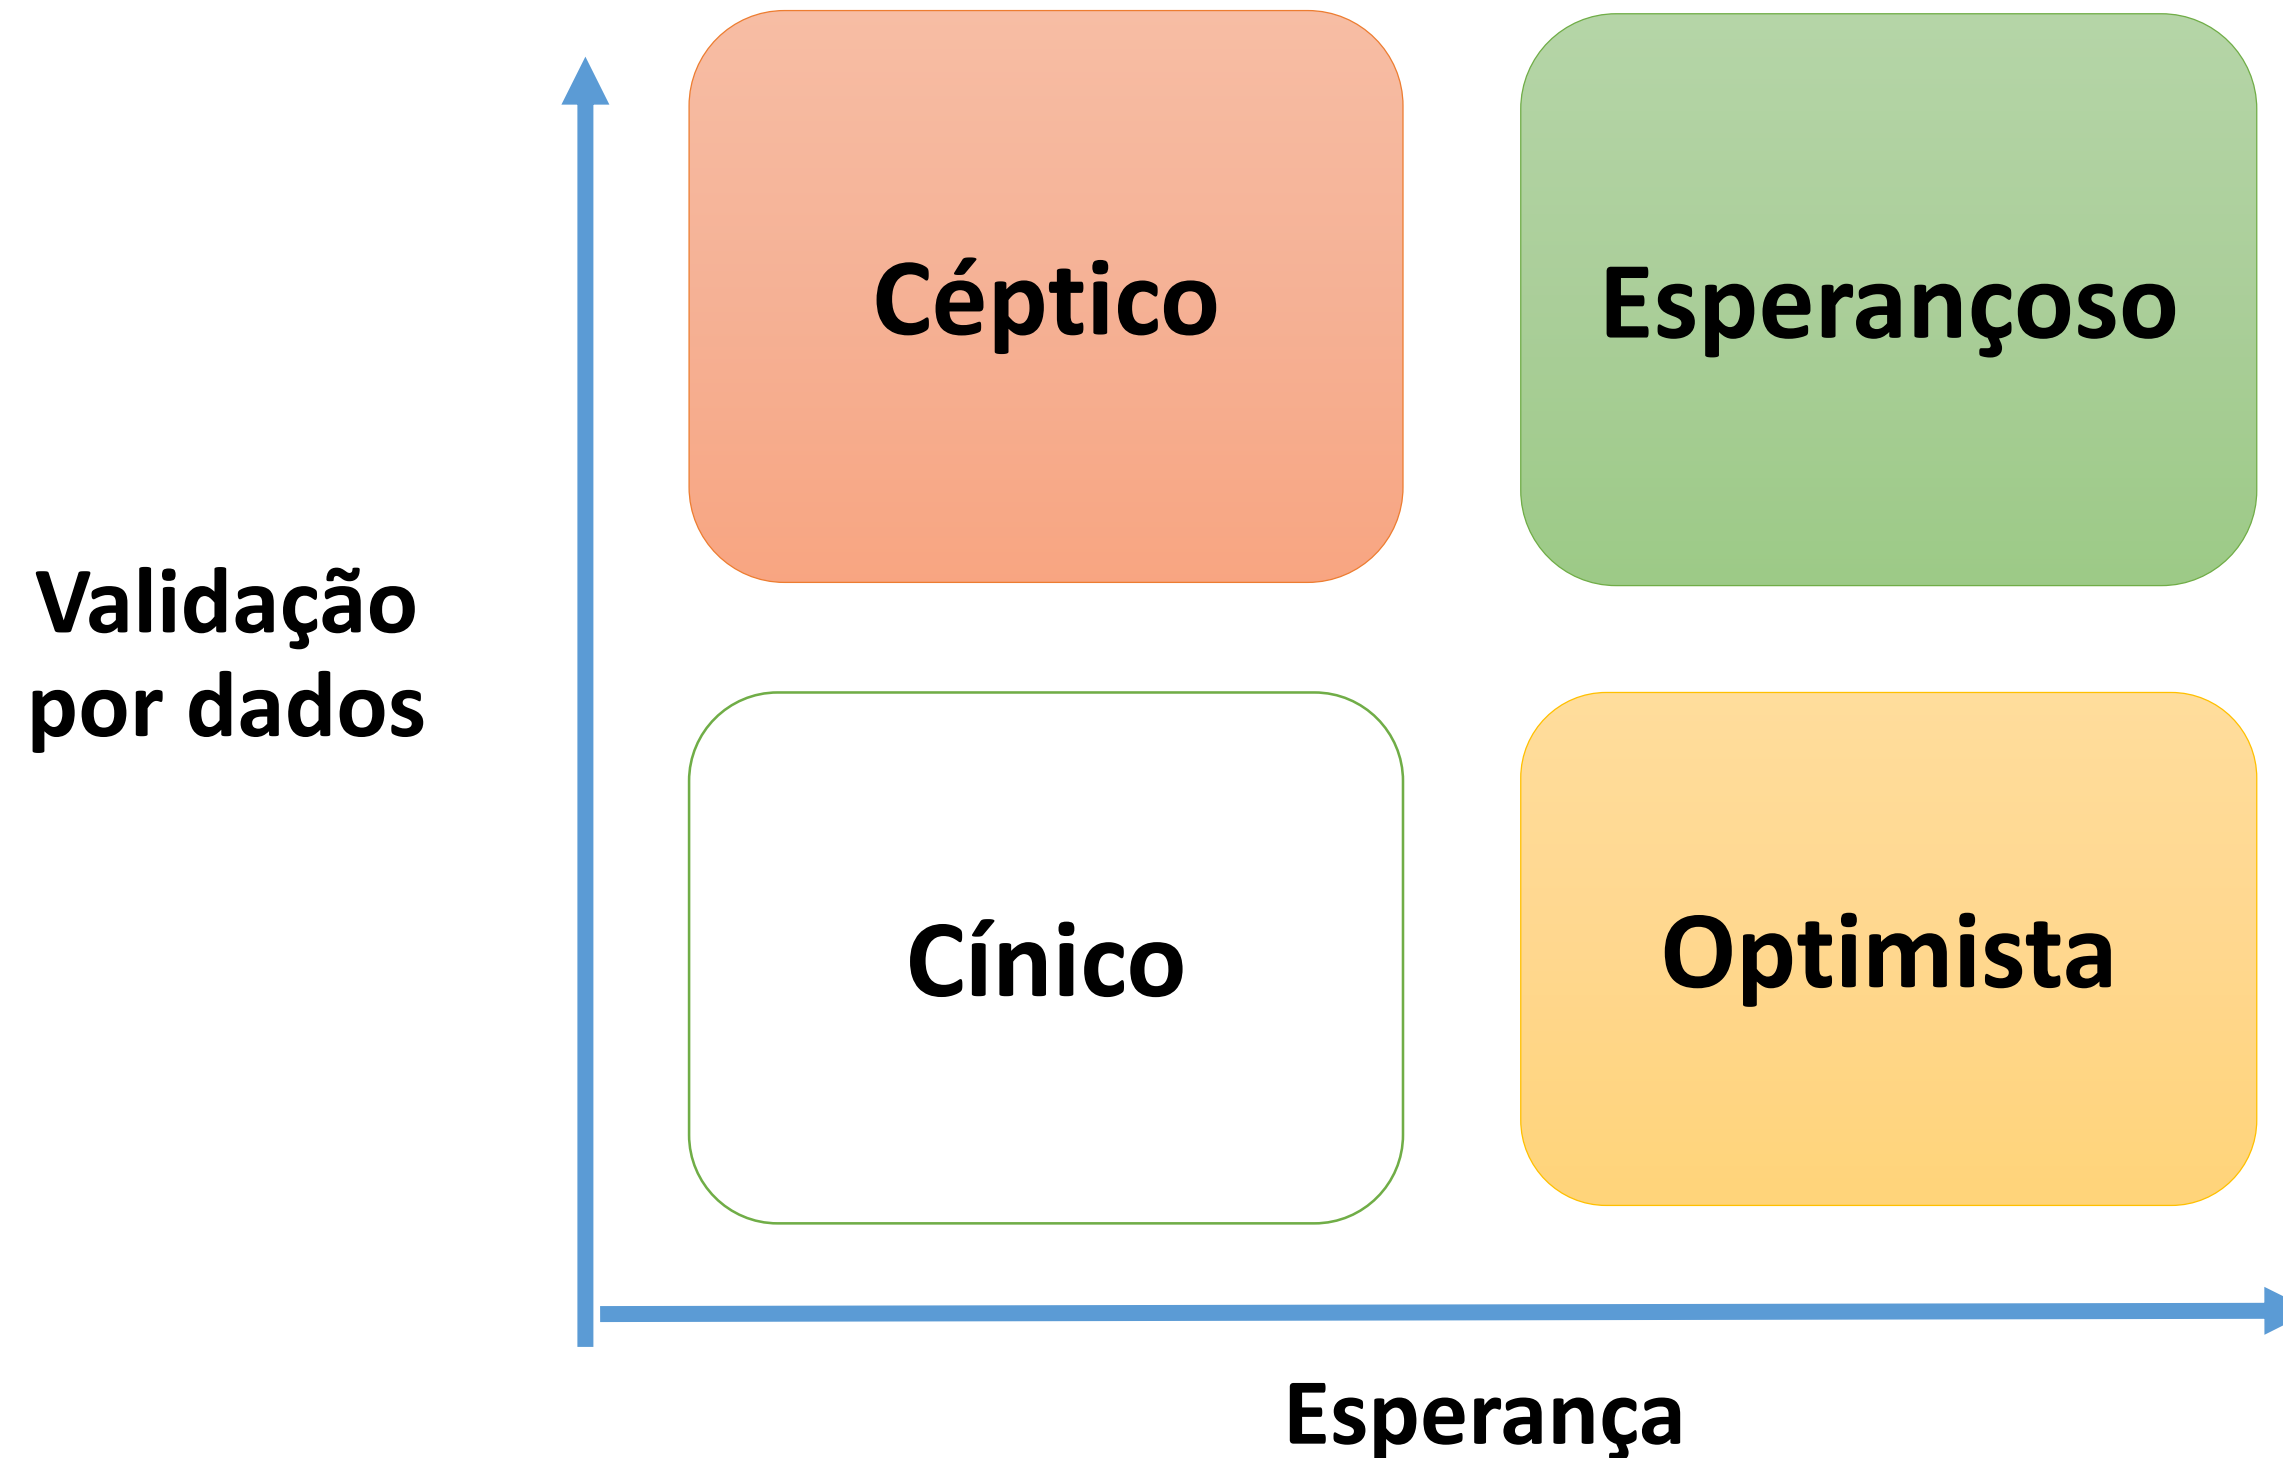 Céptico
Esperançoso
Validação
por dados
Cínico
Optimista
Esperança